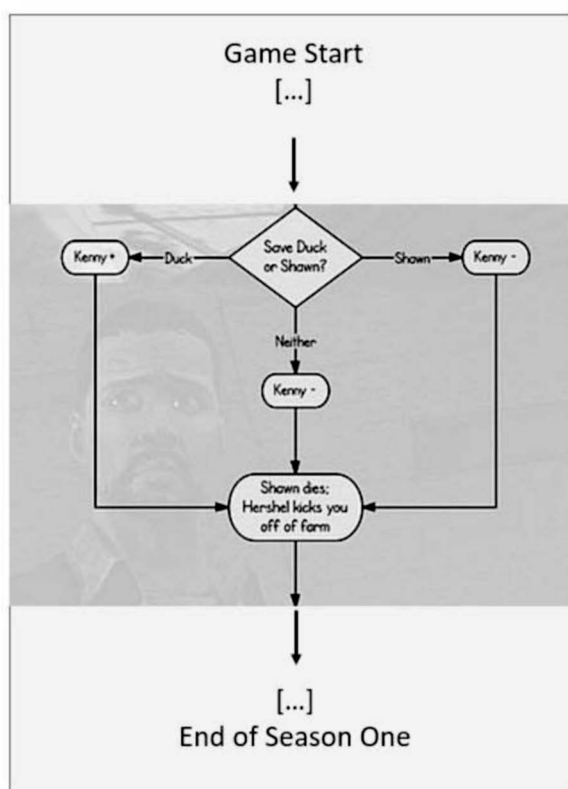 Game Start
[...]
Save Duck
or Shawn?
Kenny +
Duck
Shawn
Kenny -
Neither
Kenny -
Shawn dies;
Hershel kicks you
off of farm
[...]
End of Season One